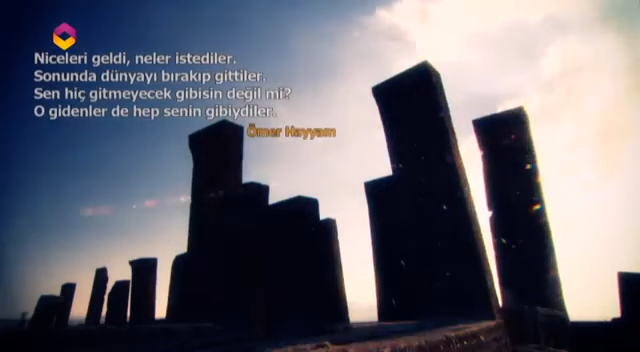 Niceleri geldi, neler istediler.
Sonunda dünyayı bırakıp gittiler.
Sen hiç gitmeyecek gibisin değil mi?
O gidenler de hep senin gibiydiler.
Ömer Hayyam